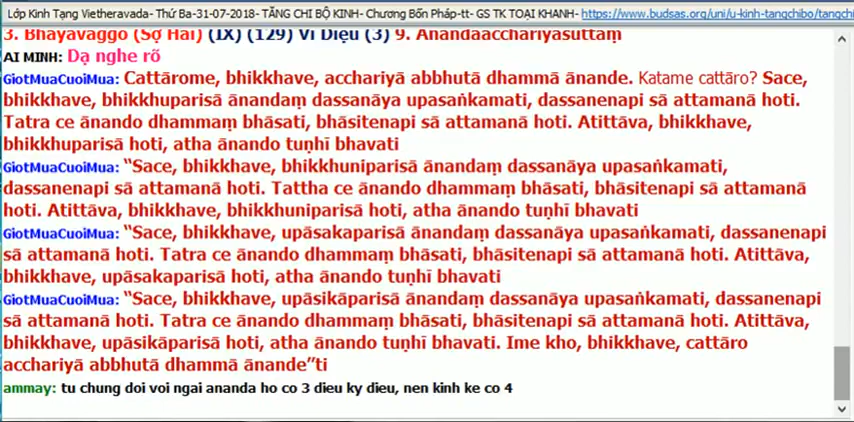 Lớp Kinh Tạng Vietheravada- Thứ Ba-31-07-2018- TĂNG CHI BỘ KINH- Chương Bốn Pháp-tt- GS TK TOẠI KHANH- https://www.budsas.org/uni/u-kinh-tangchibo/tangchi
3. Bhayavaggo (Sợ Hãi) (IX) (129) Vi Diệu (3) 9. Ānandaacchariyasuttaṃ
AI MINH: Dạ nghe rõ
GiotMuaCuoiMua: Cattārome, bhikkhave, acchariyā abbhutā dhammā ānande. Katame cattāro? Sace,
bhikkhave, bhikkhuparisā ānandaṃ dassanāya upasaṅkamati, dassanenapi sā attamanā hoti.
Tatra ce ānando dhammaṃ bhāsati, bhāsitenapi sā attamanā hoti. Atittāva, bhikkhave,
bhikkhuparisā hoti, atha ānando tuṇhī bhavati
GiotMuaCuoiMua: “Sace, bhikkhave, bhikkhuniparisā ānandaṃ dassanāya upasaṅkamati,
dassanenapi sā attamanā hoti. Tattha ce ānando dhammaṃ bhāsati, bhāsitenapi sā attamanā
hoti. Atittāva, bhikkhave, bhikkhuniparisā hoti, atha ānando tuṇhī bhavati
GiotMuaCuoiMua: “Sace, bhikkhave, upāsakaparisā ānandaṃ dassanāya upasaṅkamati, dassanenapi
sā attamanā hoti. Tatra ce ānando dhammaṃ bhāsati, bhāsitenapi sā attamanā hoti. Atittāva,
bhikkhave, upāsakaparisā hoti, atha ānando tuṇhī bhavati
GiotMuaCuoiMua: “Sace, bhikkhave, upāsikāparisā ānandaṃ dassanāya upasaṅkamati, dassanenapi
sā attamanā hoti. Tatra ce ānando dhammaṃ bhāsati, bhāsitenapi sā attamanā hoti. Atittāva,
bhikkhave, upāsikāparisā hoti, atha ānando tuṇhī bhavati. Ime kho, bhikkhave, cattāro
acchariyā abbhutā dhammā ānande”ti
ammay: tu chung doi voi ngai ananda ho co 3 dieu ky dieu, nen kinh ke co 4